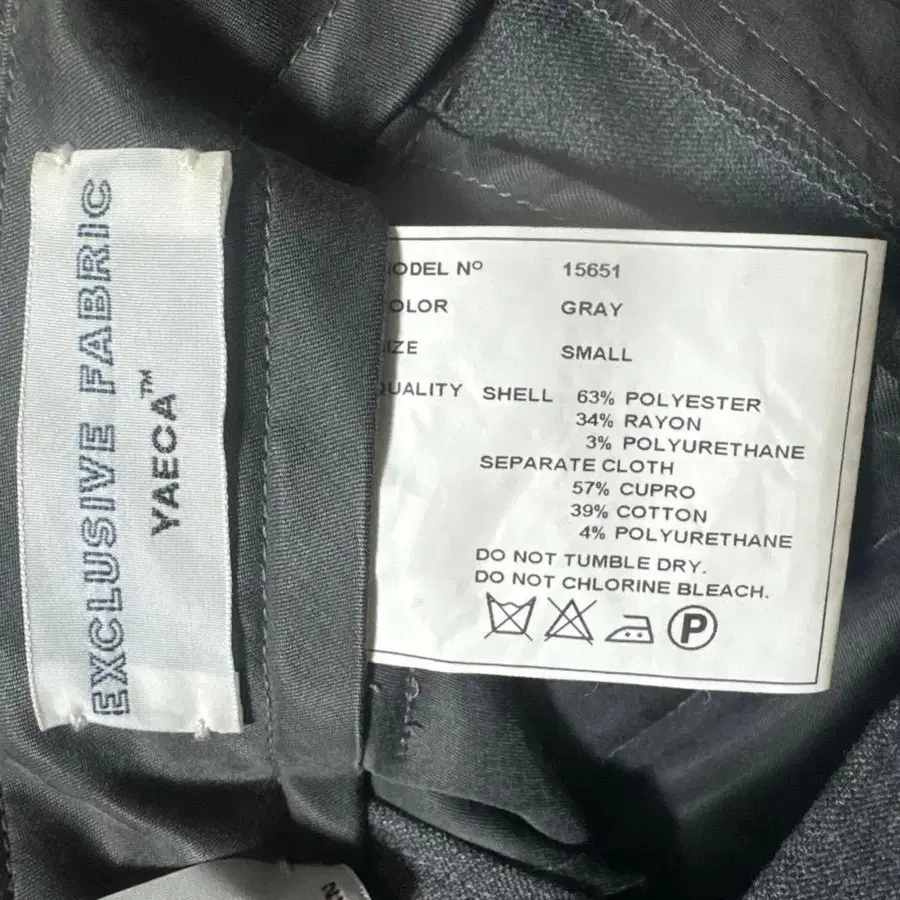 EXCLUSIVE FABRIC
YAECA™
ODEL Nº 15651
OLOR GRAY
IZE SMALL
QUALITY SHELL 63% POLYESTER
34% RAYON
3% POLYURETHANE
SEPARATE CLOTH
57% CUPRO
39% COTTON
4% POLYURETHANE
DO NOT TUMBLE DRY.
DO NOT CHLORINE BLEACH.
P